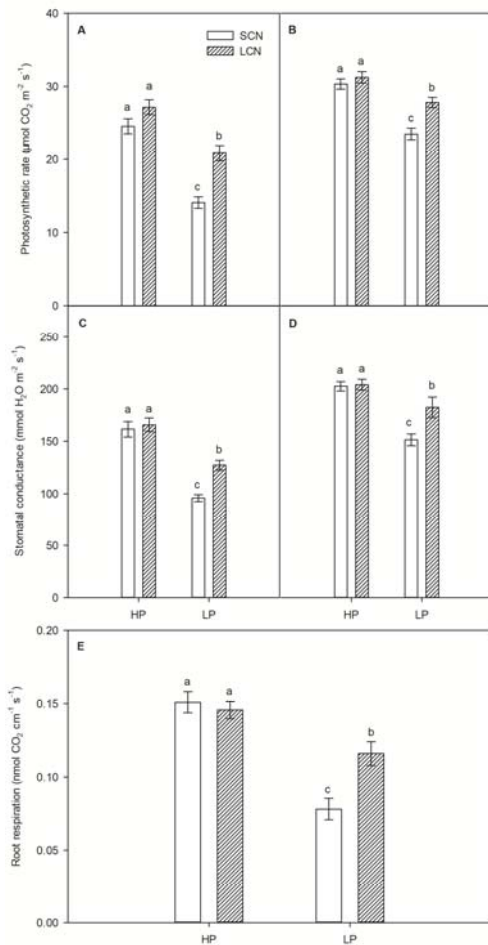 A
SCN
LCN
B
Photosynthetic rate (μmol CO₂ m⁻² s⁻¹)
40
30
20
10
0
a a
c b
a a
c b
C
D
Stomatal conductance (mmol H₂O m⁻² s⁻¹)
250
200
150
100
50
0
a a
c b
a a
c b
HP LP HP LP
E
Root respiration (nmol CO₂ cm⁻¹ s⁻¹)
0.20
0.15
0.10
0.05
0.00
a a
c b
HP LP